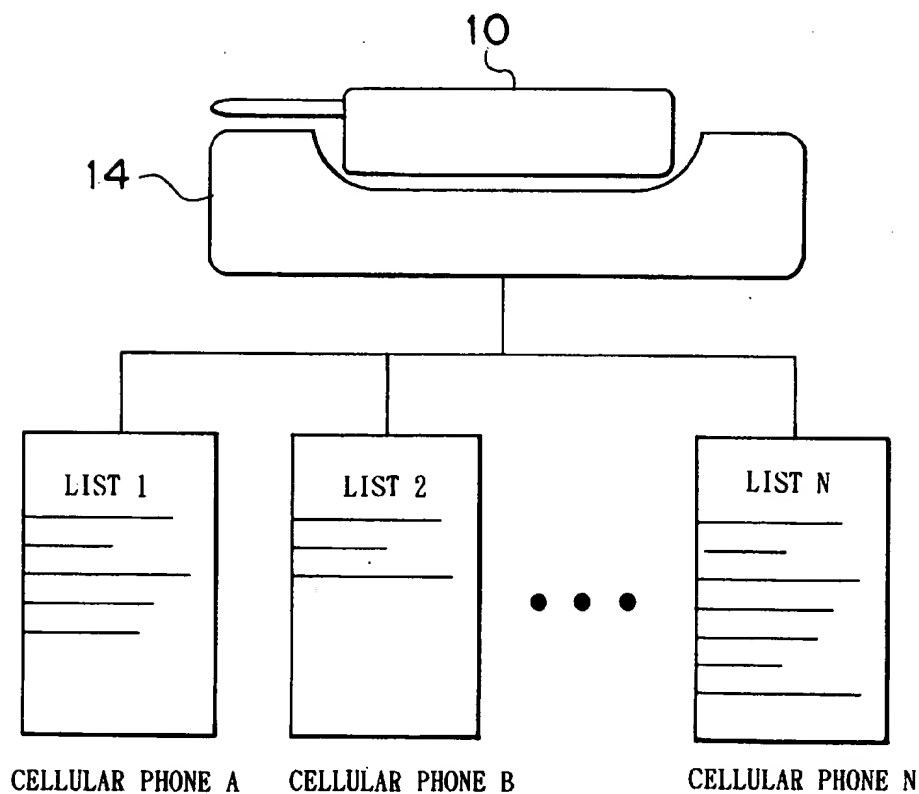 10
14
LIST 1
LIST 2
LIST N
CELLULAR PHONE A
CELLULAR PHONE B
CELLULAR PHONE N